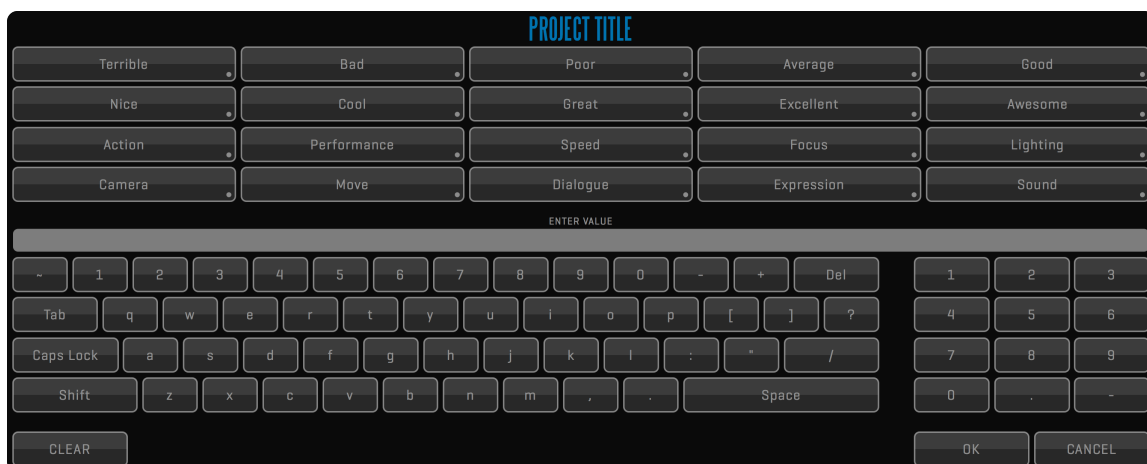 PROJECT TITLE
Terrible Bad Poor Average Good
Nice Cool Great Excellent Awesome
Action Performance Speed Focus Lighting
Camera Move Dialogue Expression Sound
ENTER VALUE
~ 1 2 3 4 5 6 7 8 9 0 - + Del 1 2 3
Tab q w e r t y u i o p [ ] ? 4 5 6
Caps Lock a s d f g h j k l : " / 7 8 9
Shift z x c v b n m , . Space 0 . -
CLEAR OK CANCEL